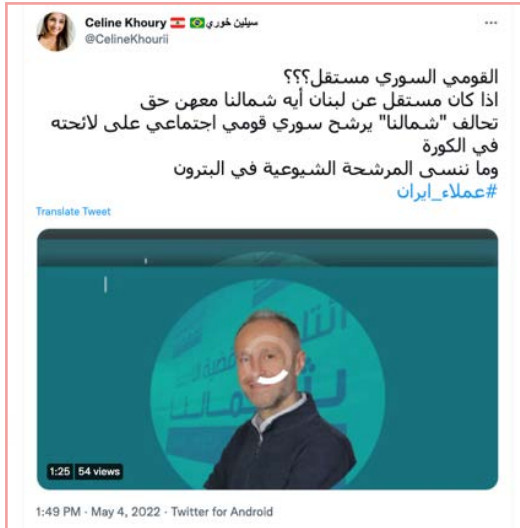 Celine Khoury 🇱🇧🇧🇷 سيلين خوري
@CelineKhourii
القومي السوري مستقل؟؟؟
اذا كان مستقل عن لبنان أيه شمالنا معهن حق
تحالف "شمالنا" يرشح سوري قومي اجتماعي على لائحته
في الكورة
وما ننسى المرشحة الشيوعية في البترون
#عملاء_ايران
Translate Tweet
شمالنا
1:25 54 views
1:49 PM · May 4, 2022 · Twitter for Android